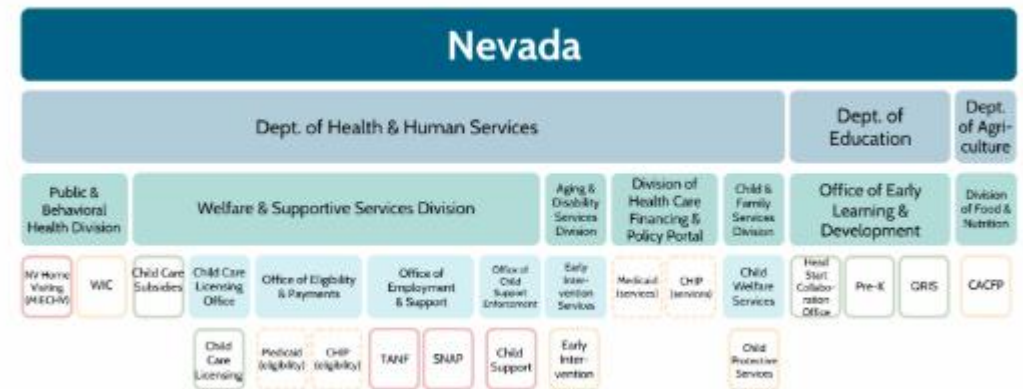 Nevada
Dept. of Health & Human Services
Dept. of
Education
Dept.
of Agri-
culture
Public &
Behavioral
Health Division
Welfare & Supportive Services Division
Aging &
Disability
Services
Division
Division of
Health Care
Financing &
Policy Portal
Child &
Family
Services
Division
Office of Early
Learning &
Development
Division
of Food &
Nutrition
NV Home
Visiting
(MIECHV)
WIC
Child Care
Subsidies
Child Care
Licensing
Office
Office of Eligibility
& Payments
Office of
Employment
& Support
Office of
Child
Support
Enforcement
Early
Inter-
vention
Services
Medicaid
(services)
CHIP
(services)
Child
Welfare
Services
Head
Start
Collabo-
ration
Office
Pre-K
QRIS
CACFP
Child
Care
Licensing
Medicaid
(eligibility)
CHIP
(eligibility)
TANF
SNAP
Child
Support
Early
Inter-
vention
Child
Protective
Services